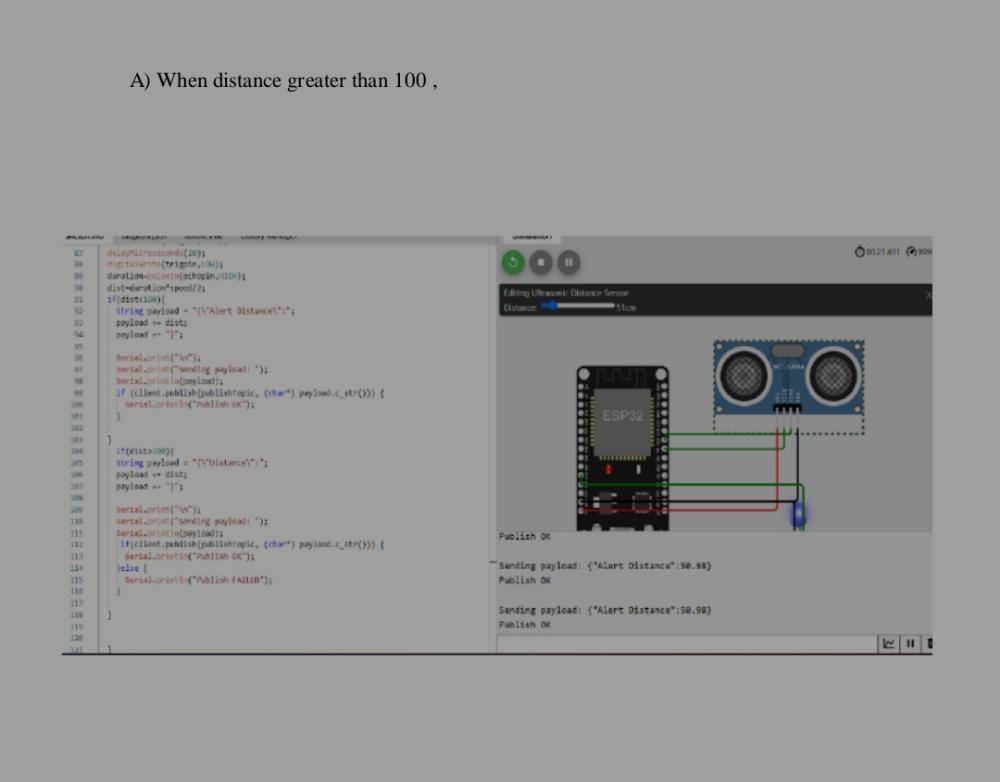 A) When distance greater than 100 ,
Simulation
00:21.611
99%
Editing Ultrasonic Distance Sensor
Distance: 51cm
87 delayMicroseconds(10);
88 digitalWrite(trigpin,LOW);
89 duration=pulseIn(echopin,HIGH);
90 dist=duration*speed/2;
91 if(dist<100){
92 String payload = "{\"Alert Distance\":";
93 payload += dist;
94 payload += "}";
95
96 Serial.print("\n");
97 Serial.print("Sending payload: ");
98 Serial.println(payload);
99 if (client.publish(publishTopic, (char*) payload.c_str())) {
100 Serial.println("Publish OK");
101 }
102
103 }
104 if(dist>100){
105 String payload = "{\"Distance\":";
106 payload += dist;
107 payload += "}";
108
109 Serial.print("\n");
110 Serial.print("Sending payload: ");
111 Serial.println(payload);
112 if(client.publish(publishTopic, (char*) payload.c_str())) {
113 Serial.println("Publish OK");
114 }else {
115 Serial.println("Publish FAILED");
116 }
117
118 }
119
120
121 }
ESP32
HC-SR04
Publish OK
Sending payload: {"Alert Distance":50.98}
Publish OK
Sending payload: {"Alert Distance":50.98}
Publish OK